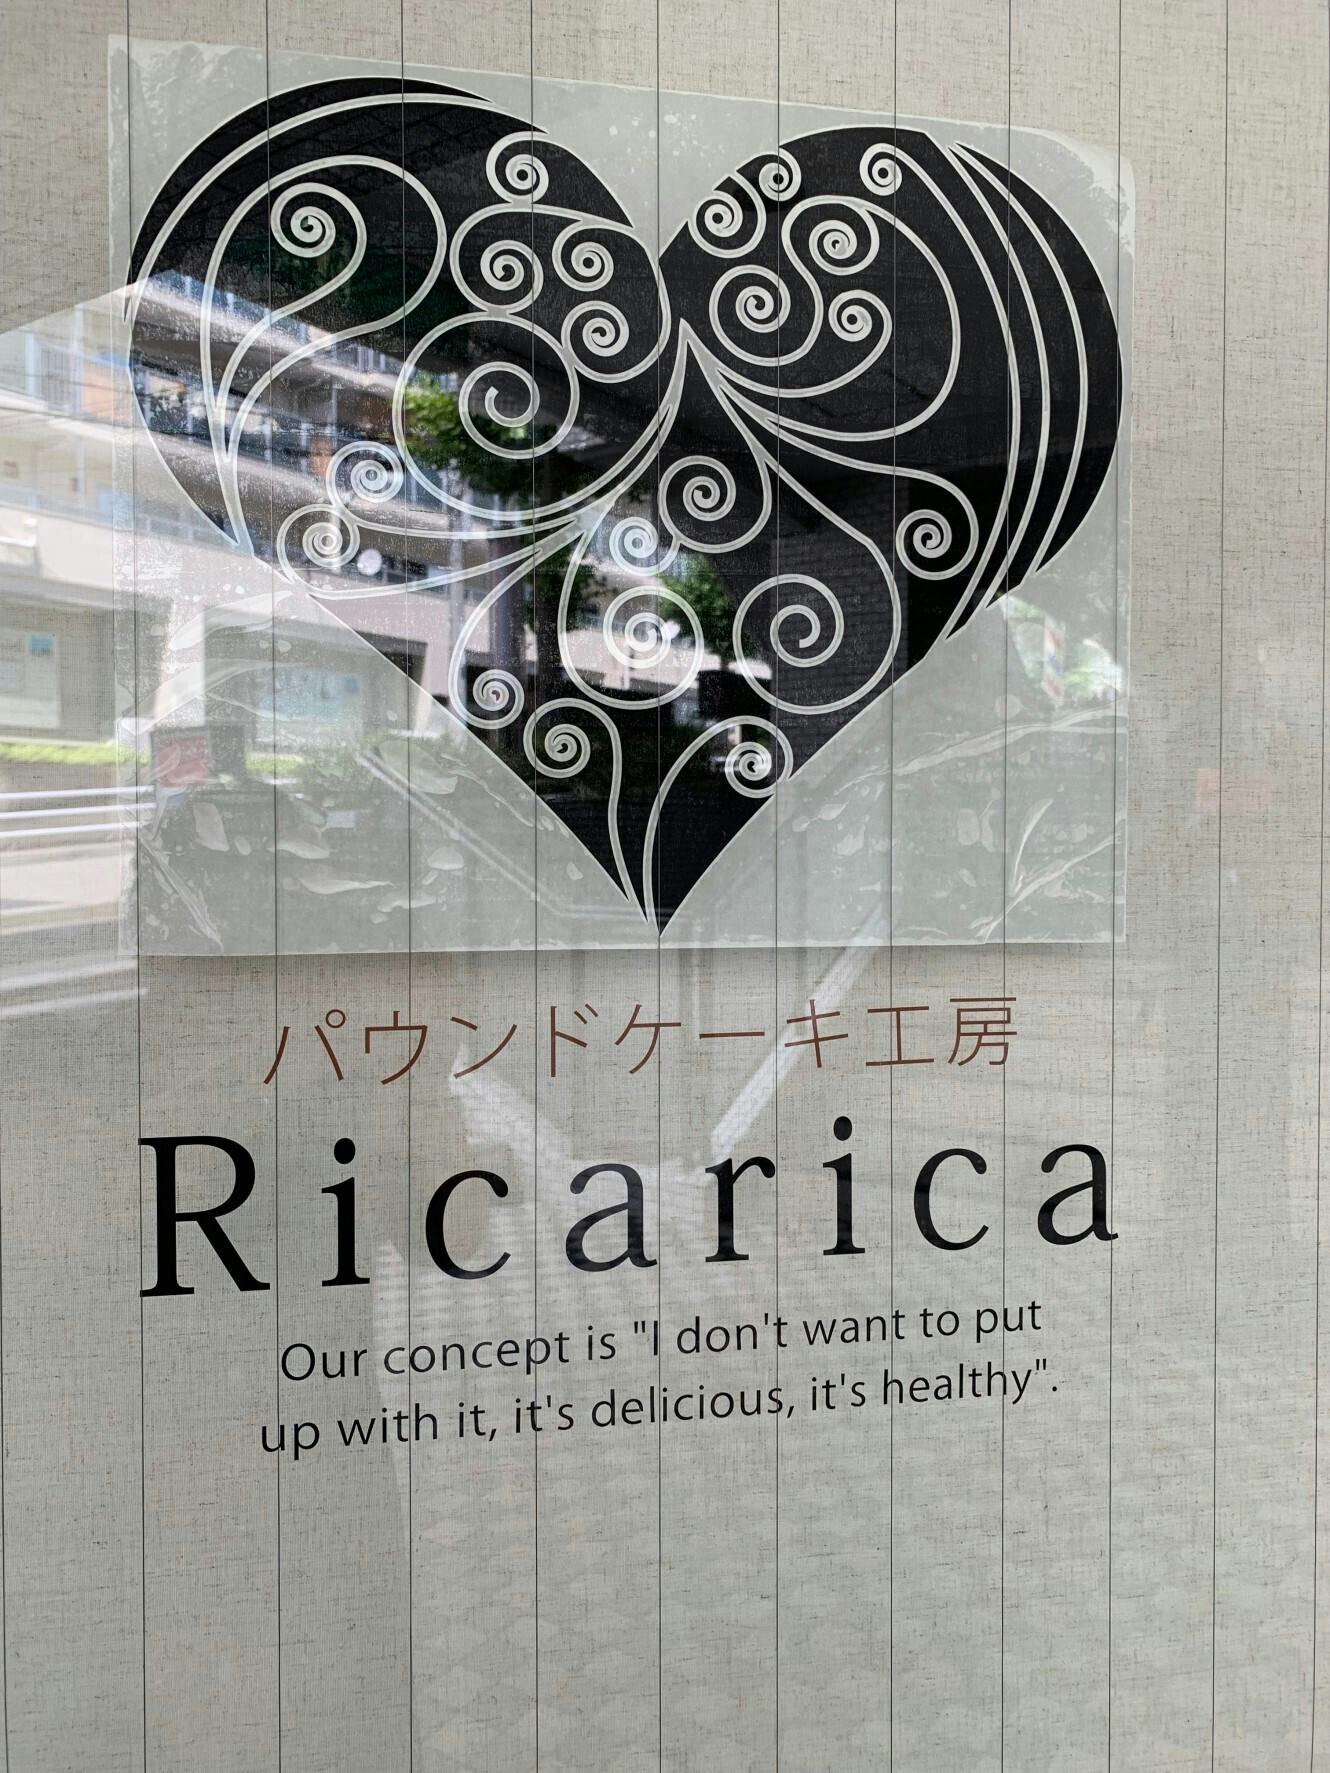 パウンドケーキ工房
Ricarica
Our concept is "I don't want to put
up with it, it's delicious, it's healthy".